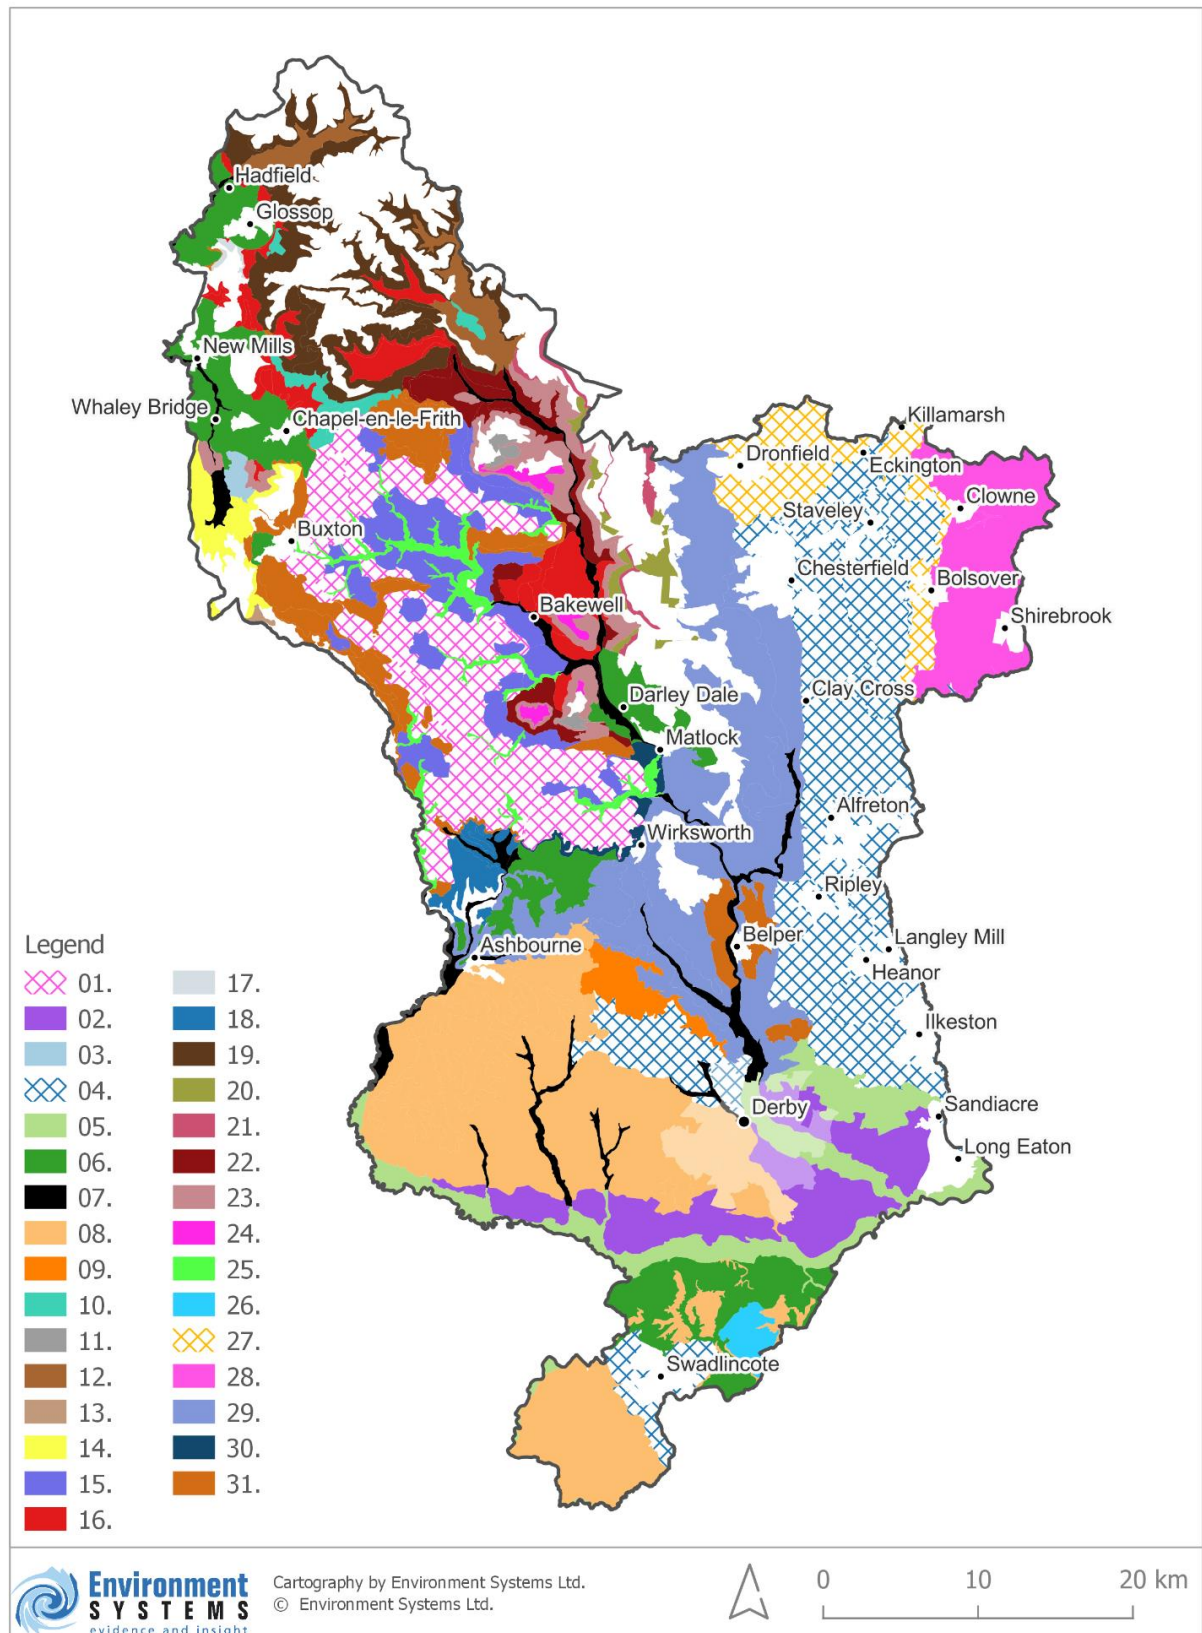 Hadfield
Glossop
New Mills
Whaley Bridge
Chapel-en-le-Frith
Killamarsh
Dronfield
Eckington
Clowne
Staveley
Buxton
Chesterfield
Bolsover
Bakewell
Shirebrook
Darley Dale
Clay Cross
Matlock
Alfreton
Wirksworth
Ripley
Belper
Langley Mill
Ashbourne
Heanor
Ilkeston
Derby
Sandiacre
Long Eaton
Swadlincote
Legend
01.
02.
03.
04.
05.
06.
07.
08.
09.
10.
11.
12.
13.
14.
15.
16.
17.
18.
19.
20.
21.
22.
23.
24.
25.
26.
27.
28.
29.
30.
31.
Environment
SYSTEMS
evidence and insight
Cartography by Environment Systems Ltd.
© Environment Systems Ltd.
0 10 20 km